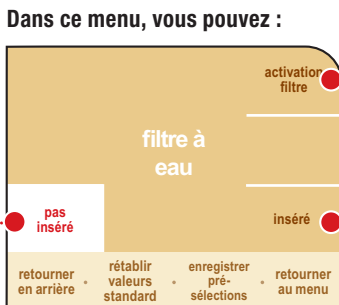 Dans ce menu, vous pouvez :
activation
filtre
filtre à
eau
pas
inséré
inséré
retourner
en arrière
rétablir
valeurs
standard
enregistrer
pré-
sélections
retourner
au menu